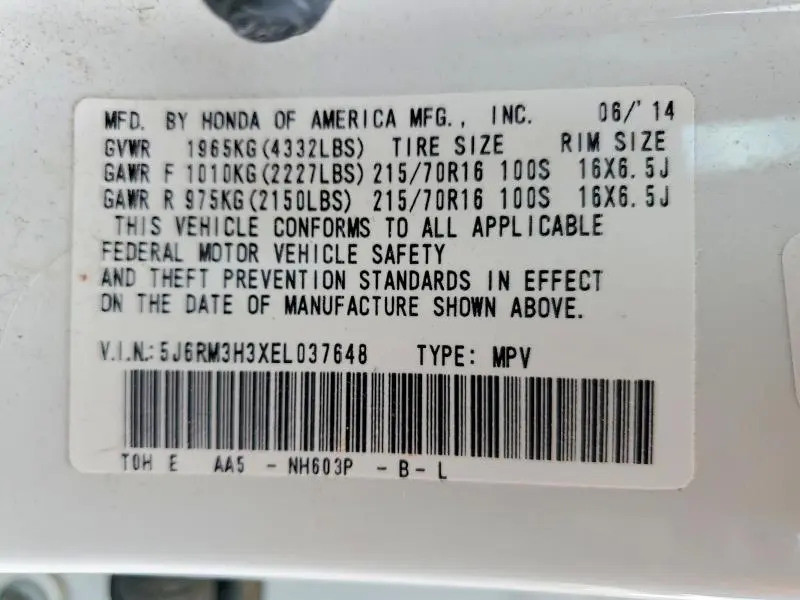 MFD. BY HONDA OF AMERICA MFG., INC. 06/'14
GVWR 1965KG(4332LBS) TIRE SIZE RIM SIZE
GAWR F 1010KG(2227LBS) 215/70R16 100S 16X6.5J
GAWR R 975KG(2150LBS) 215/70R16 100S 16X6.5J
THIS VEHICLE CONFORMS TO ALL APPLICABLE
FEDERAL MOTOR VEHICLE SAFETY
AND THEFT PREVENTION STANDARDS IN EFFECT
ON THE DATE OF MANUFACTURE SHOWN ABOVE.
V.I.N.: 5J6RM3H3XEL037648 TYPE: MPV
TOH E AA5 - NH603P - B - L